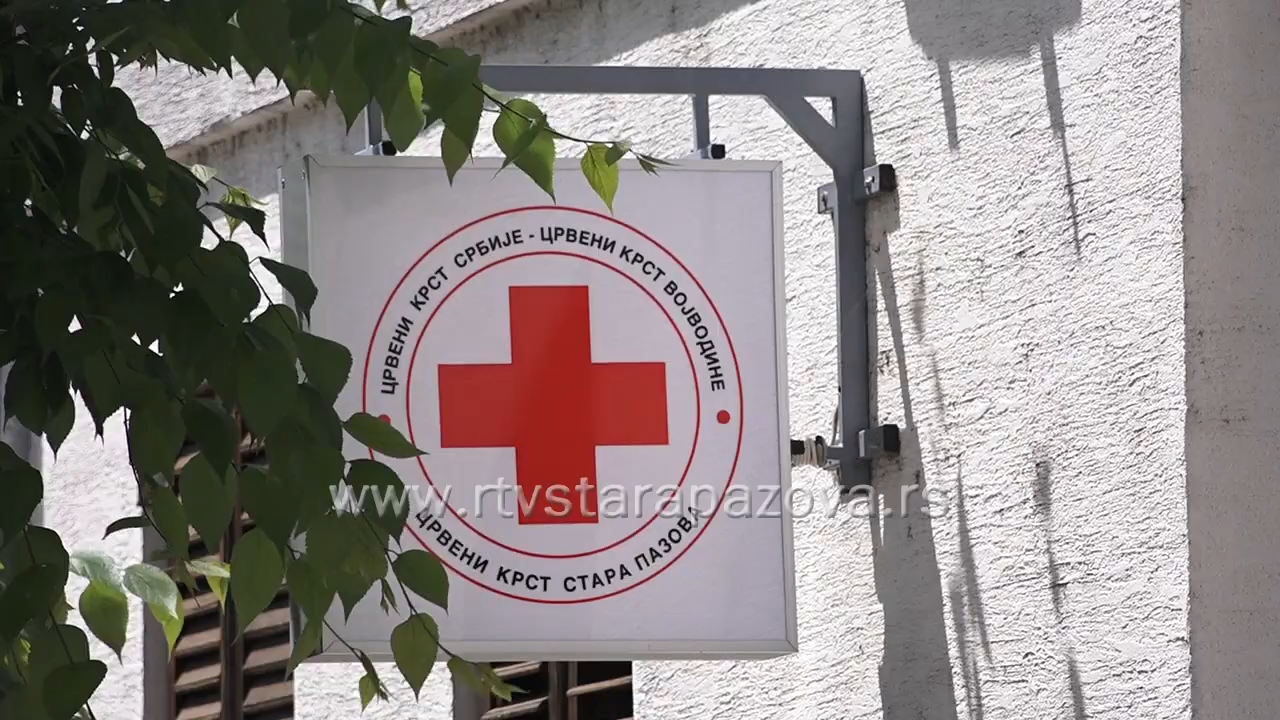 ЦРВЕНИ КРСТ СРБИЈЕ - ЦРВЕНИ КРСТ ВОЈВОДИНЕ
ЦРВЕНИ КРСТ СТАРА ПАЗОВА
www.rtvstarapazova.rs